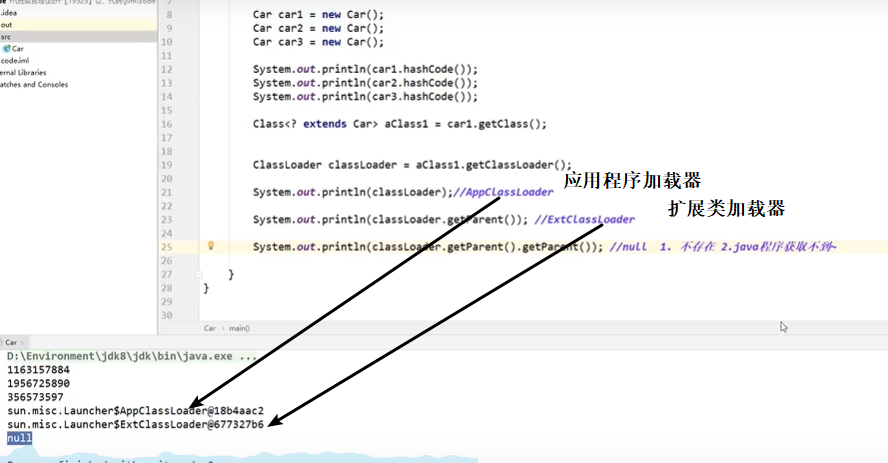 .idea
out
src
Car
code.iml
ernal Libraries
atches and Consoles
8 Car car1 = new Car();
9 Car car2 = new Car();
10 Car car3 = new Car();
11
12 System.out.println(car1.hashCode());
13 System.out.println(car2.hashCode());
14 System.out.println(car3.hashCode());
15
16 Class<? extends Car> aClass1 = car1.getClass();
17
18
19 ClassLoader classLoader = aClass1.getClassLoader();
20
应用程序加载器
21 System.out.println(classLoader);//AppClassLoader
22
扩展类加载器
23 System.out.println(classLoader.getParent()); //ExtClassLoader
24
25 System.out.println(classLoader.getParent().getParent()); //null 1. 不存在 2.java程序获取不到~
26
27 }
28 }
29
30
Car main()
Car ×
D:\Environment\jdk8\jdk\bin\java.exe ...
1163157884
1956725890
356573597
sun.misc.Launcher$AppClassLoader@18b4aac2
sun.misc.Launcher$ExtClassLoader@677327b6
null